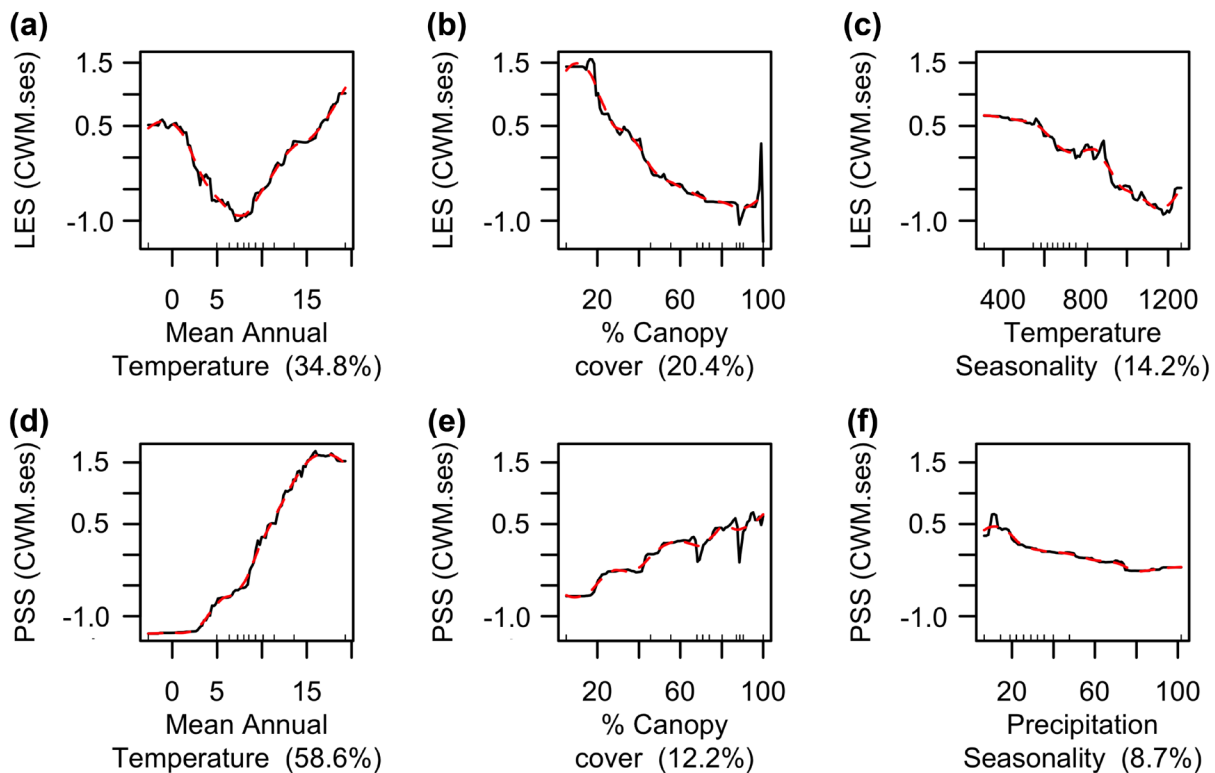 (a)
LES (CWM.ses)
1.5
0.5
-1.0
0 5 15
Mean Annual
Temperature (34.8%)
(b)
LES (CWM.ses)
1.5
0.5
-1.0
20 60 100
% Canopy
cover (20.4%)
(c)
LES (CWM.ses)
1.5
0.5
-1.0
400 800 1200
Temperature
Seasonality (14.2%)
(d)
PSS (CWM.ses)
1.5
0.5
-1.0
0 5 15
Mean Annual
Temperature (58.6%)
(e)
PSS (CWM.ses)
1.5
0.5
-1.0
20 60 100
% Canopy
cover (12.2%)
(f)
PSS (CWM.ses)
1.5
0.5
-1.0
20 60 100
Precipitation
Seasonality (8.7%)